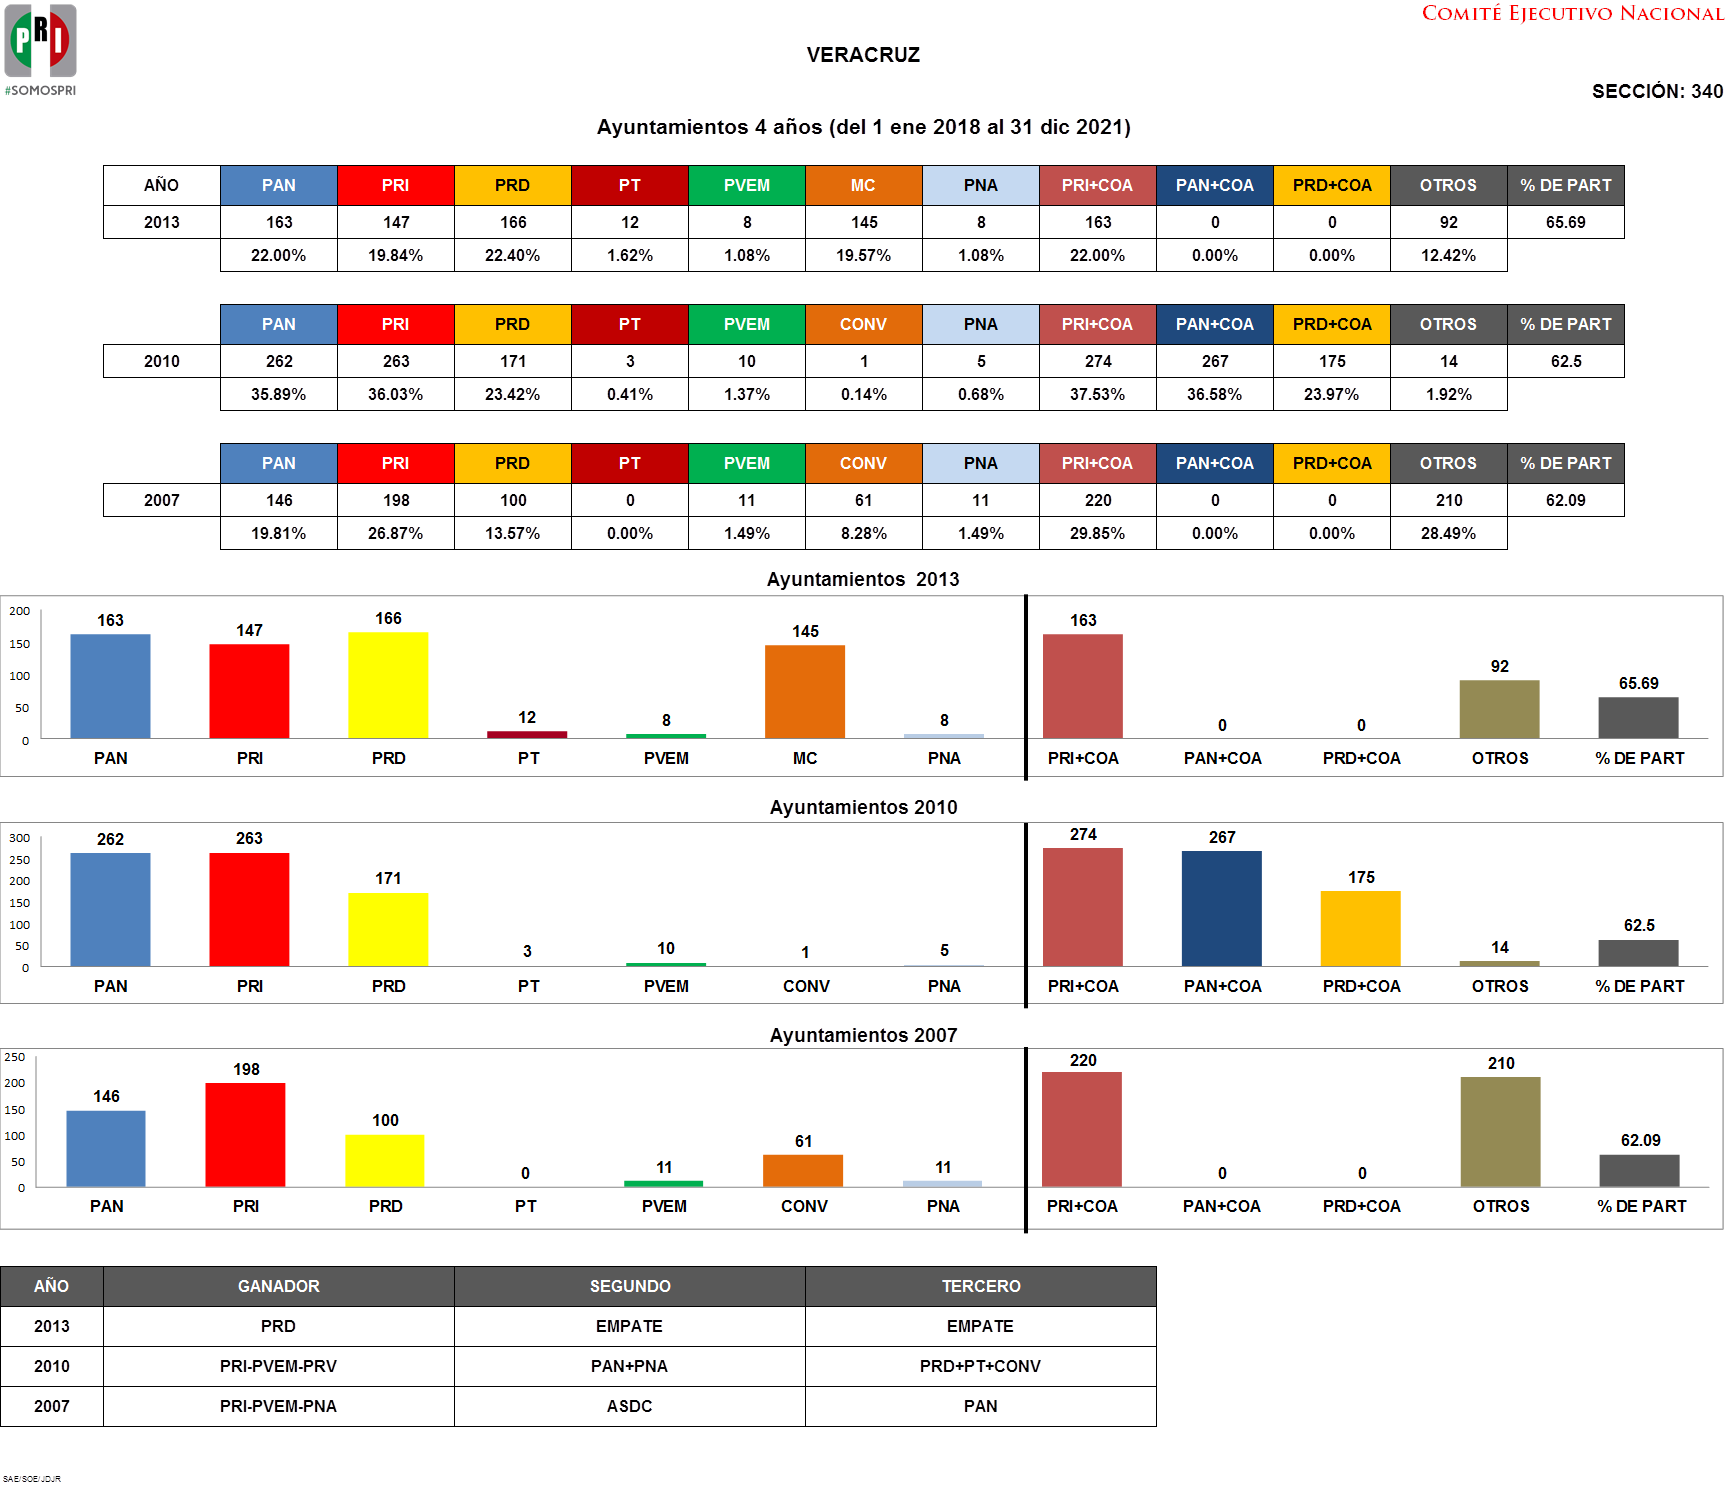 PRI
#SOMOSPRI
COMITÉ EJECUTIVO NACIONAL
VERACRUZ
SECCIÓN: 340
Ayuntamientos 4 años (del 1 ene 2018 al 31 dic 2021)
AÑO PAN PRI PRD PT PVEM MC PNA PRI+COA PAN+COA PRD+COA OTROS % DE PART
2013 163 147 166 12 8 145 8 163 0 0 92 65.69
22.00% 19.84% 22.40% 1.62% 1.08% 19.57% 1.08% 22.00% 0.00% 0.00% 12.42%
PAN PRI PRD PT PVEM CONV PNA PRI+COA PAN+COA PRD+COA OTROS % DE PART
2010 262 263 171 3 10 1 5 274 267 175 14 62.5
35.89% 36.03% 23.42% 0.41% 1.37% 0.14% 0.68% 37.53% 36.58% 23.97% 1.92%
PAN PRI PRD PT PVEM CONV PNA PRI+COA PAN+COA PRD+COA OTROS % DE PART
2007 146 198 100 0 11 61 11 220 0 0 210 62.09
19.81% 26.87% 13.57% 0.00% 1.49% 8.28% 1.49% 29.85% 0.00% 0.00% 28.49%
Ayuntamientos  2013
200
150
100
50
0
163 147 166 12 8 145 8 163 0 0 92 65.69
PAN PRI PRD PT PVEM MC PNA PRI+COA PAN+COA PRD+COA OTROS % DE PART
Ayuntamientos 2010
300
250
200
150
100
50
0
262 263 171 3 10 1 5 274 267 175 14 62.5
PAN PRI PRD PT PVEM CONV PNA PRI+COA PAN+COA PRD+COA OTROS % DE PART
Ayuntamientos 2007
250
200
150
100
50
0
146 198 100 0 11 61 11 220 0 0 210 62.09
PAN PRI PRD PT PVEM CONV PNA PRI+COA PAN+COA PRD+COA OTROS % DE PART
AÑO GANADOR SEGUNDO TERCERO
2013 PRD EMPATE EMPATE
2010 PRI-PVEM-PRV PAN+PNA PRD+PT+CONV
2007 PRI-PVEM-PNA ASDC PAN
SAE/SOE/JDJR